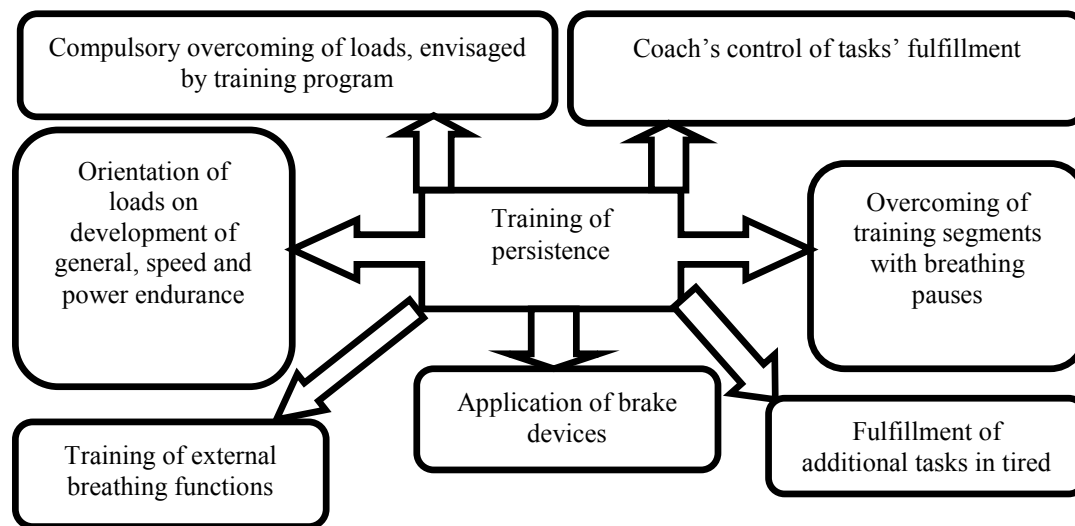 Compulsory overcoming of loads, envisaged
by training program
Coach’s control of tasks’ fulfillment
Orientation of
loads on
development of
general, speed and
power endurance
Training of
persistence
Overcoming of
training segments
with breathing
pauses
Training of external
breathing functions
Application of brake
devices
Fulfillment of
additional tasks in tired